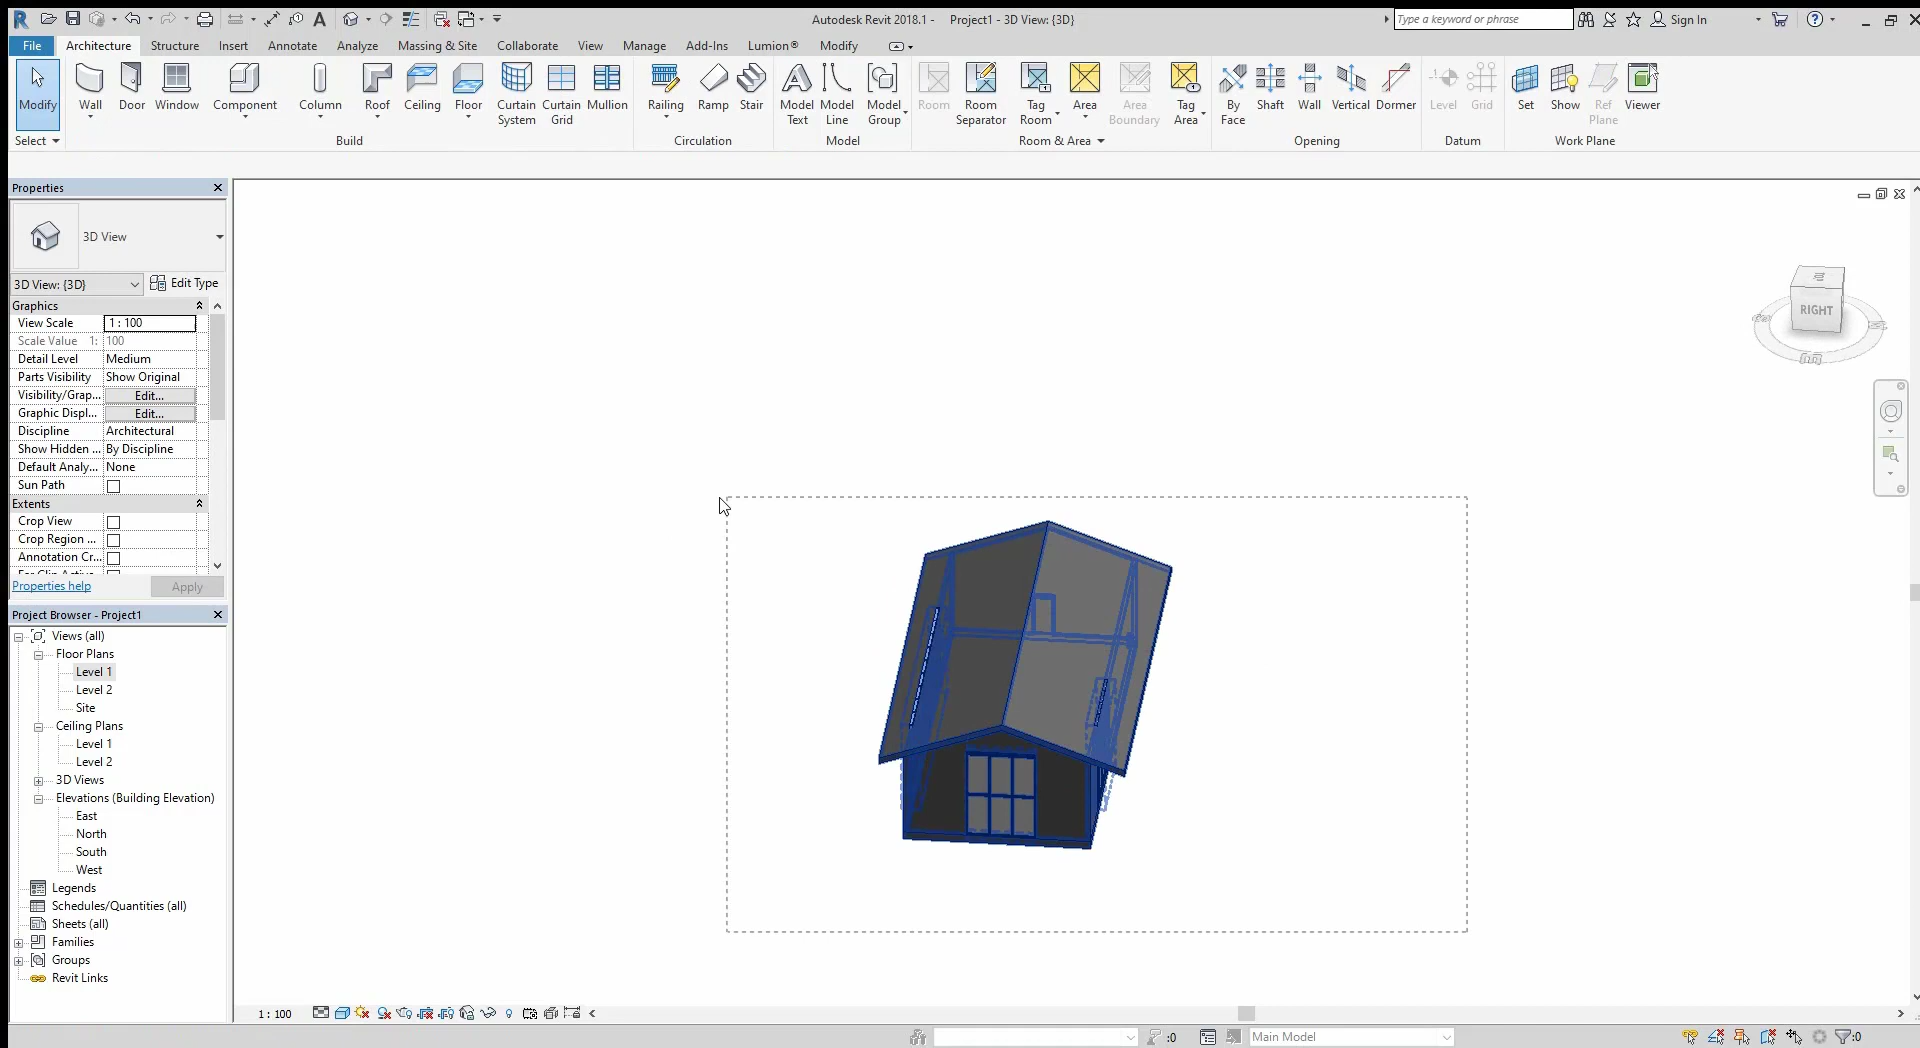 Autodesk Revit 2018.1 - Project1 - 3D View: {3D}
Type a keyword or phrase
Sign In
File Architecture Structure Insert Annotate Analyze Massing & Site Collaborate View Manage Add-Ins Lumion® Modify
Modify Wall Door Window Component Column Roof Ceiling Floor Curtain System Curtain Grid Mullion Railing Ramp Stair Model Text Model Line Model Group Room Room Separator Tag Room Area Area Boundary Tag Area By Face Shaft Wall Vertical Dormer Level Grid Set Show Ref Plane Viewer
Select Build Circulation Model Room & Area Opening Datum Work Plane
Properties
3D View
3D View: {3D} Edit Type
Graphics
View Scale 1 : 100
Scale Value 1: 100
Detail Level Medium
Parts Visibility Show Original
Visibility/Grap... Edit...
Graphic Displ... Edit...
Discipline Architectural
Show Hidden ... By Discipline
Default Analy... None
Sun Path
Extents
Crop View
Crop Region ...
Annotation Cr...
Properties help Apply
Project Browser - Project1
Views (all)
Floor Plans
Level 1
Level 2
Site
Ceiling Plans
Level 1
Level 2
3D Views
Elevations (Building Elevation)
East
North
South
West
Legends
Schedules/Quantities (all)
Sheets (all)
Families
Groups
Revit Links
RIGHT
1 : 100
:0
Main Model
:0